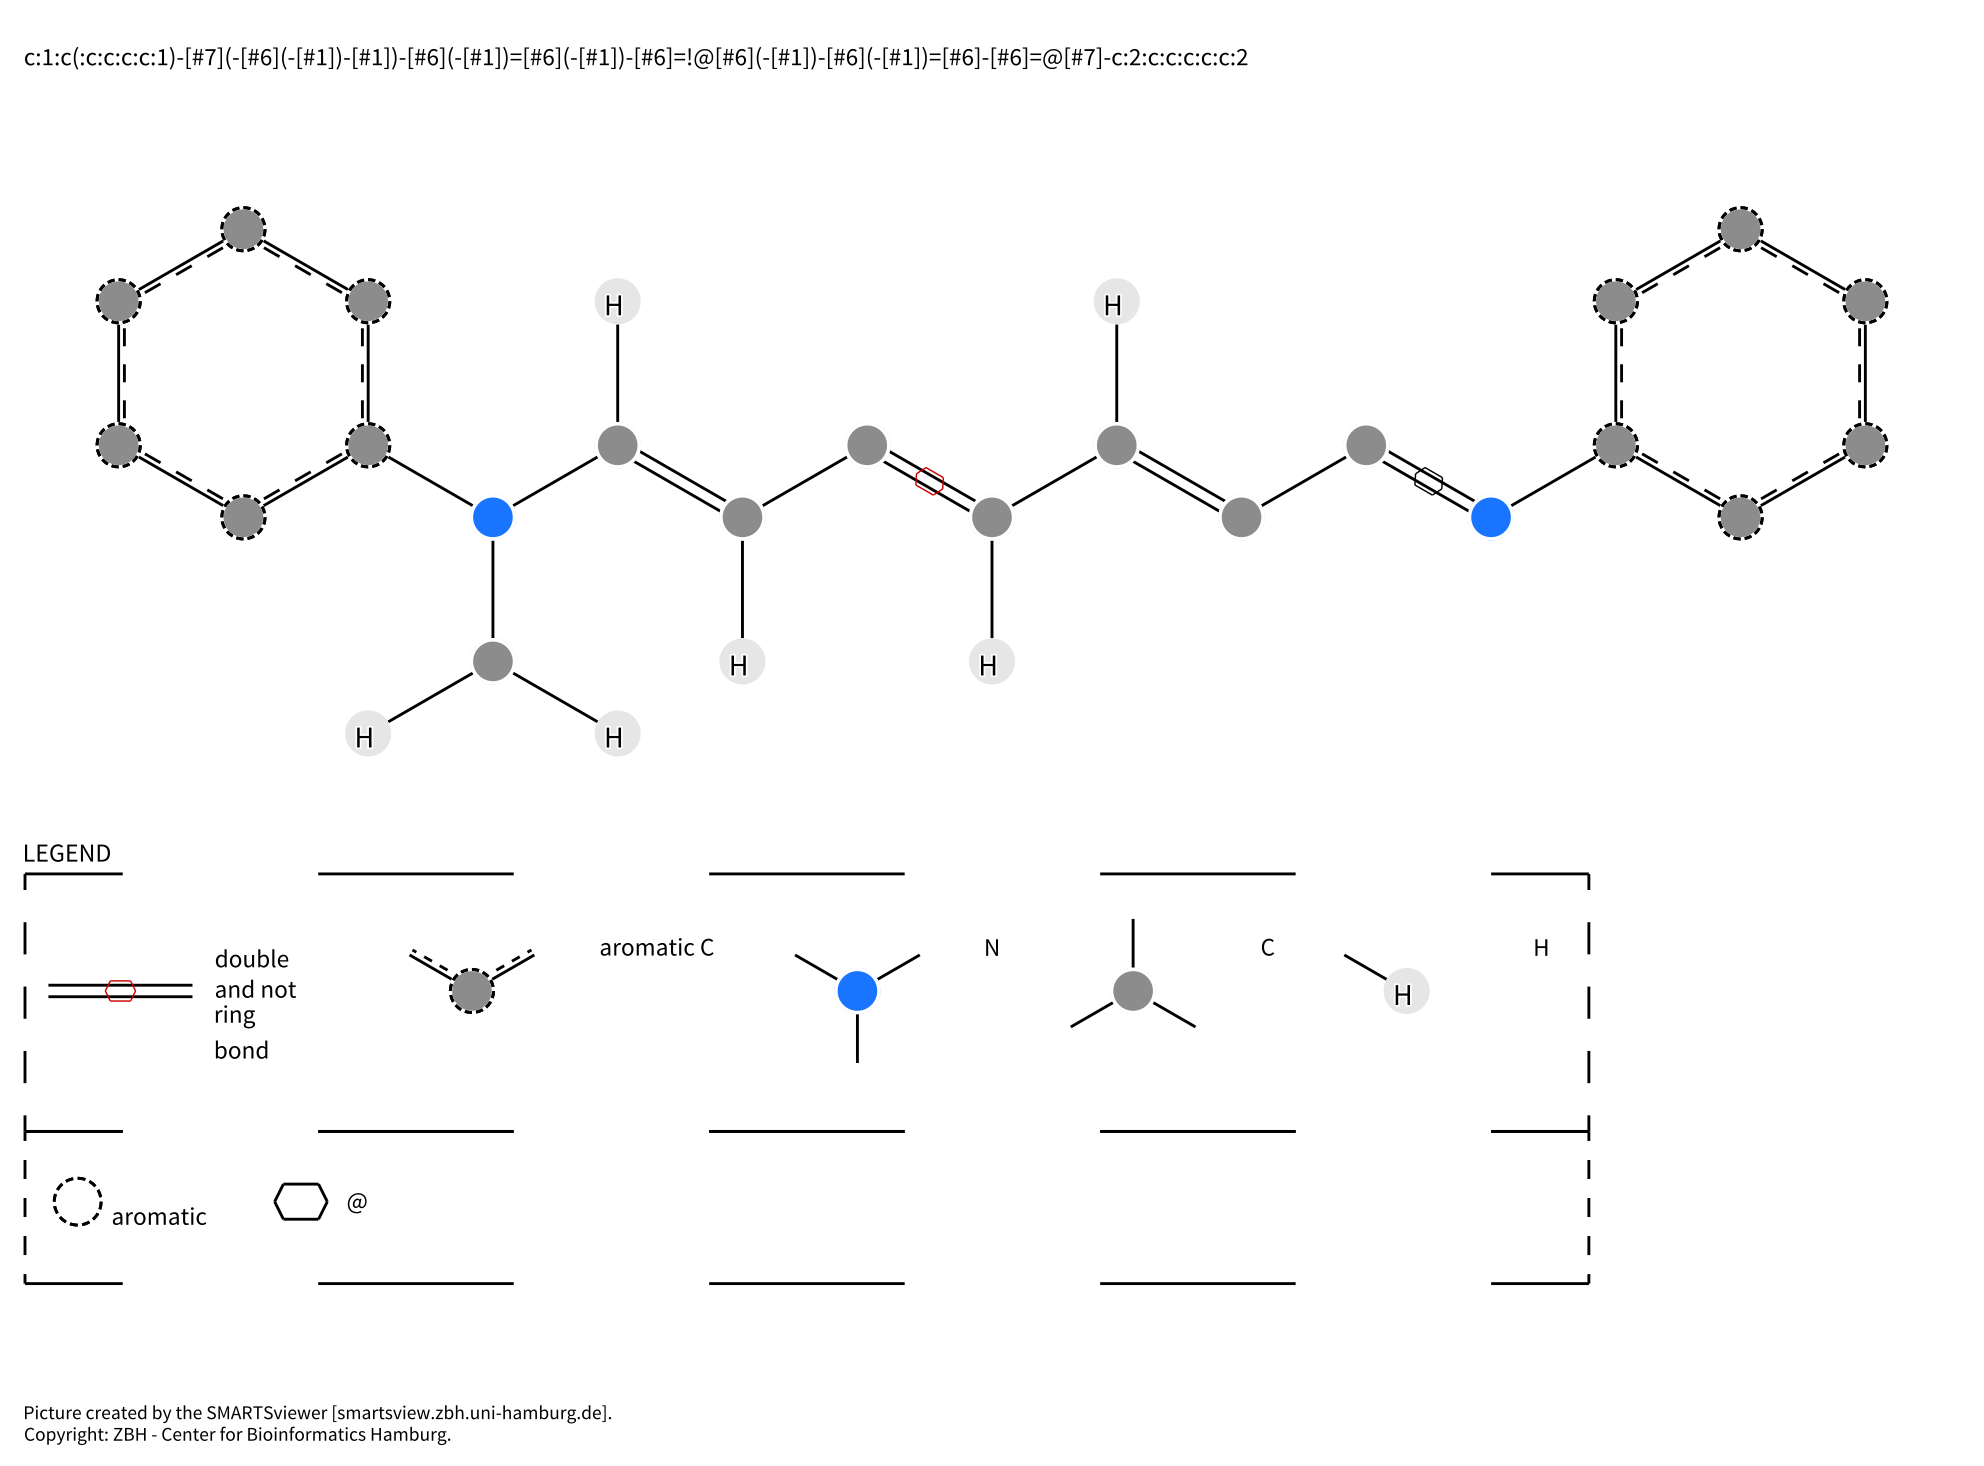 c:1:c(:c:c:c:c:1)-[#7](-[#6](-[#1])-[#1])-[#6](-[#1])=[#6](-[#1])-[#6]=!@[#6](-[#1])-[#6](-[#1])=[#6]-[#6]=@[#7]-c:2:c:c:c:c:c:2
H
H
H
H
H
H
LEGEND
double
and not
ring
bond
aromatic C
N
C
H
H
aromatic
@
Picture created by the SMARTSviewer [smartsview.zbh.uni-hamburg.de].
Copyright: ZBH - Center for Bioinformatics Hamburg.